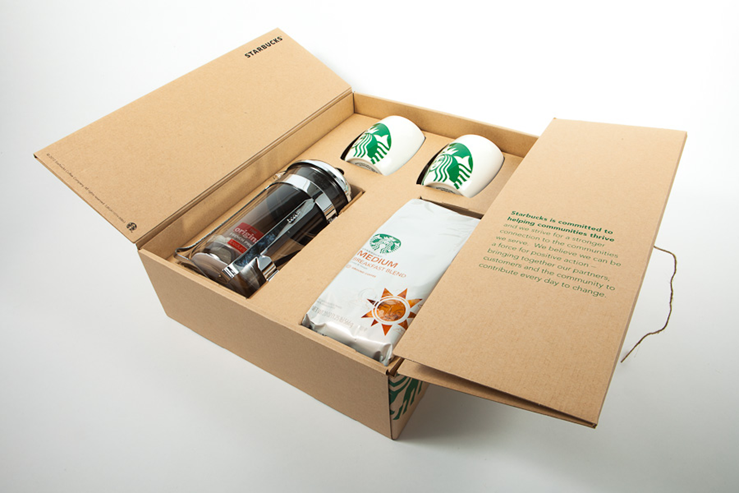 STARBUCKS
origin
MEDIUM
BREAKFAST BLEND
Starbucks is committed to
helping communities thrive
and we strive for a stronger
connection to the communities
we serve. We believe we can be
a force for positive action -
bringing together our partners,
customers and the community to
contribute every day to change.